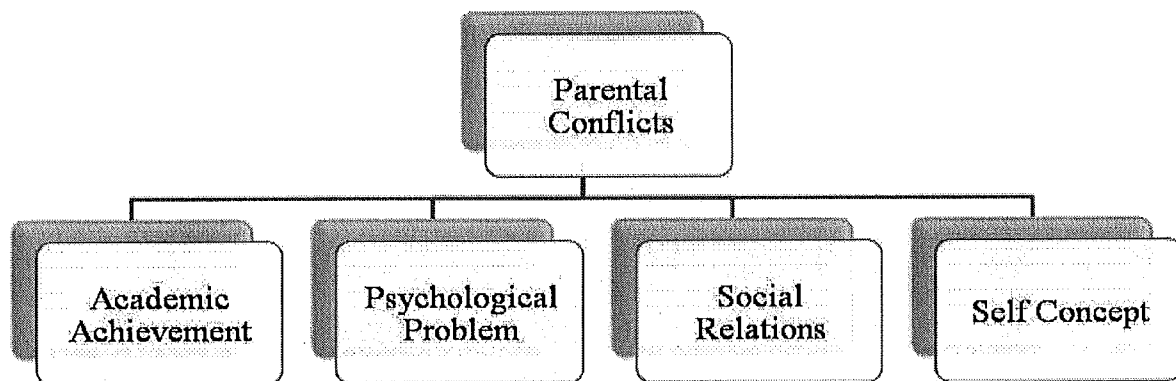 Parental
Conflicts
Academic
Achievement
Psychological
Problem
Social
Relations
Self Concept